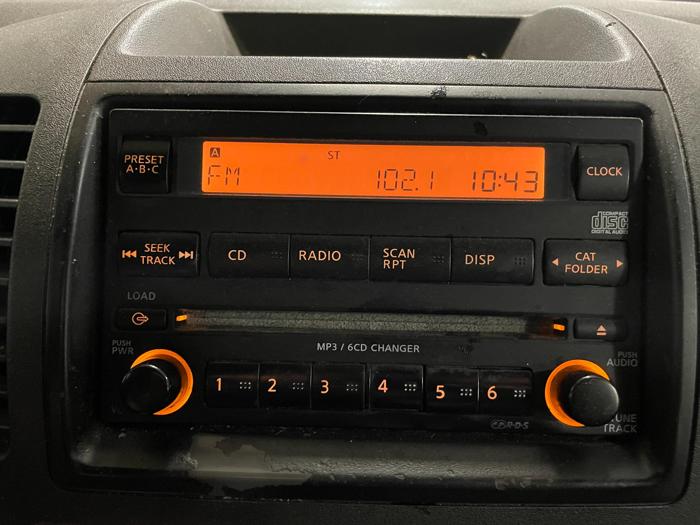 PRESET
A·B·C
A
ST
FM 102.1 10:43
CLOCK
COMPACT
disc
DIGITAL AUDIO
SEEK
TRACK
CD
RADIO
SCAN
RPT
DISP
CAT
FOLDER
LOAD
MP3 / 6CD CHANGER
PUSH
PWR
1
2
3
4
5
6
PUSH
AUDIO
TUNE
TRACK
R·D·S